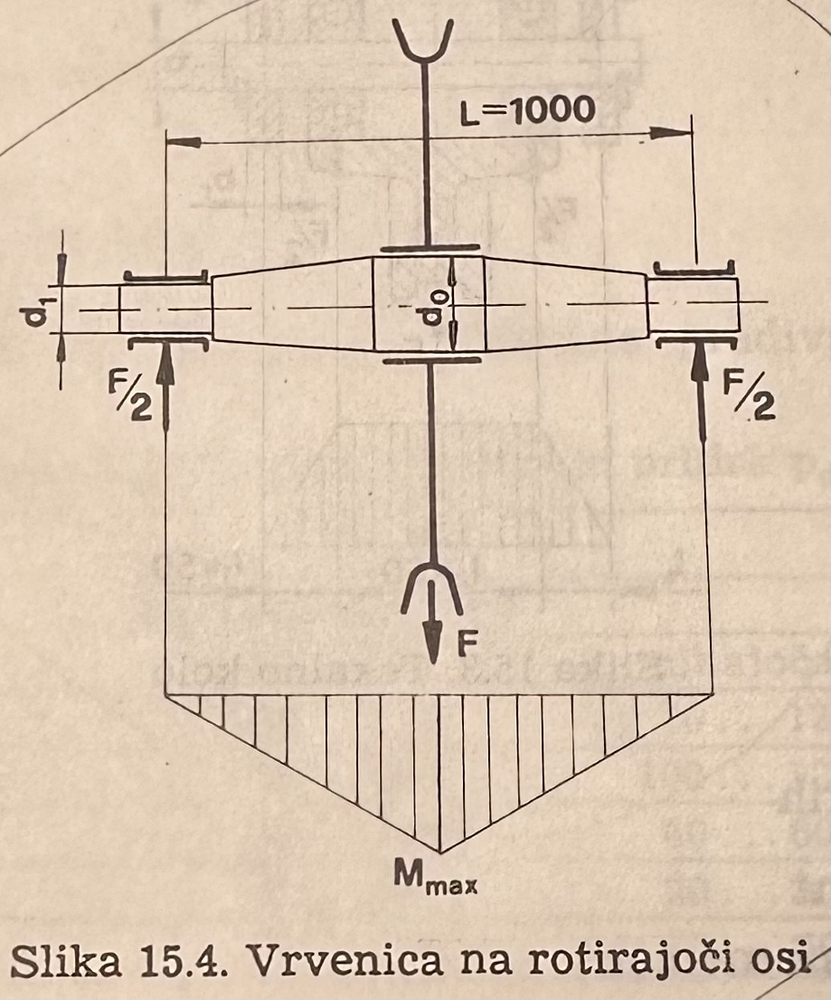 L=1000
d₁
d₀
F/2
F/2
F
Mmax
Slika 15.4. Vrvenica na rotirajoči osi